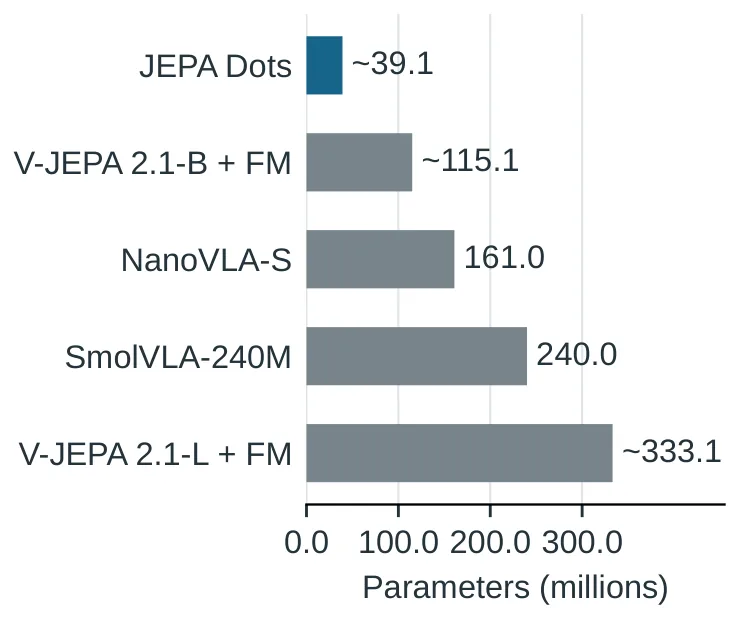 JEPA Dots ~39.1
V-JEPA 2.1-B + FM ~115.1
NanoVLA-S 161.0
SmolVLA-240M 240.0
V-JEPA 2.1-L + FM ~333.1
0.0 100.0 200.0 300.0
Parameters (millions)